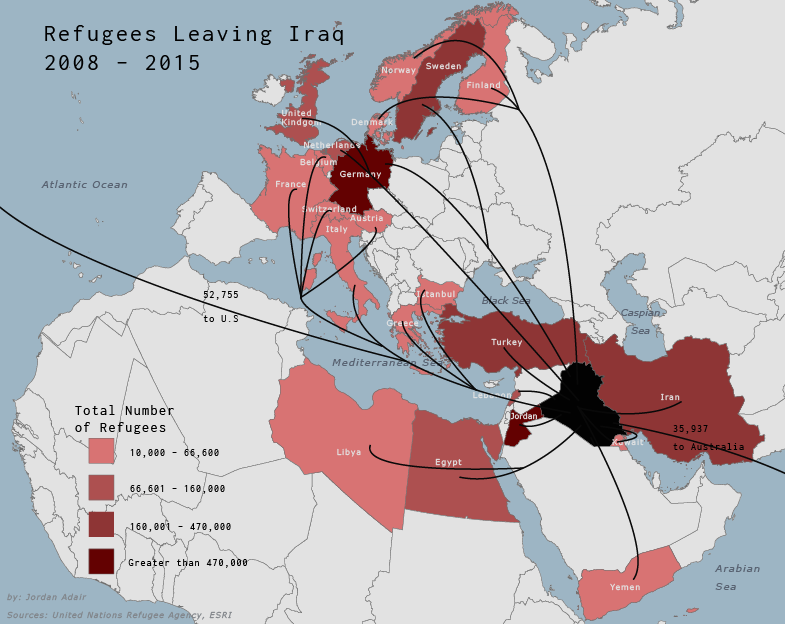 Refugees Leaving Iraq
2008 - 2015
Norway
Sweden
Finland
United
Kindgom
Denmark
Netherlands
Belgium
Germany
Atlantic Ocean
France
Switzerland
Austria
Italy
52,755
to U.S
Istanbul
Black Sea
Caspian
Sea
Greece
Turkey
Mediterranean Sea
Lebanon
Iran
Jordan
Total Number
of Refugees
35,937
to Australia
Kuwait
10,000 - 66,600
Libya
Egypt
66,601 - 160,000
160,001 - 470,000
Greater than 470,000
Arabian
Sea
Yemen
by: Jordan Adair
Sources: United Nations Refugee Agency, ESRI